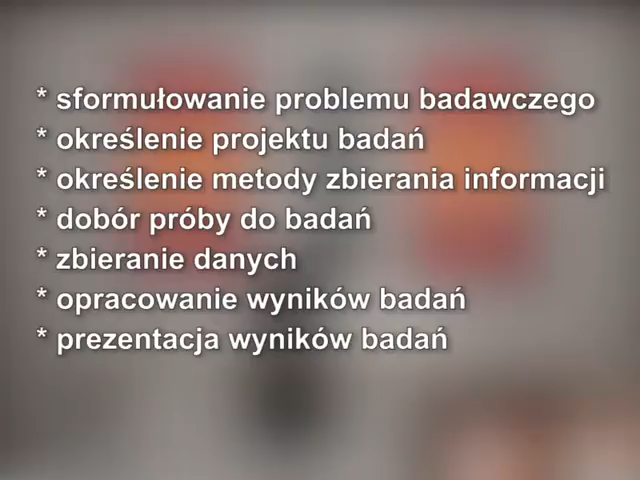 * sformułowanie problemu badawczego
* określenie projektu badań
* określenie metody zbierania informacji
* dobór próby do badań
* zbieranie danych
* opracowanie wyników badań
* prezentacja wyników badań